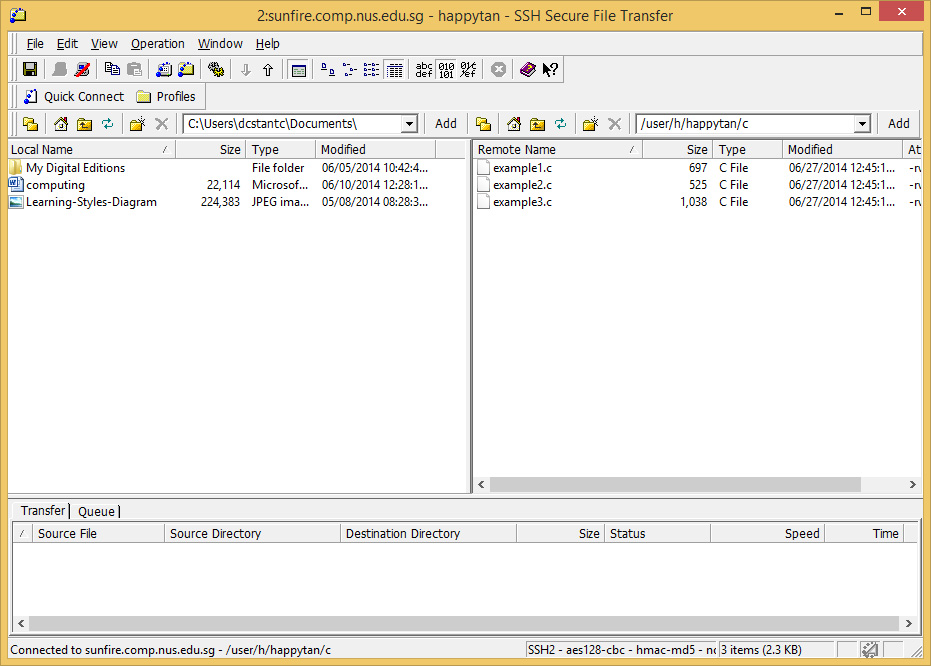 2:sunfire.comp.nus.edu.sg - happytan - SSH Secure File Transfer
File Edit View Operation Window Help
abc def 010 101 
Quick Connect Profiles
C:\Users\dcstantc\Documents\ Add /user/h/happytan/c Add
Local Name / Size Type Modified Remote Name / Size Type Modified At
My Digital Editions File folder 06/05/2014 10:42:4... example1.c 697 C File 06/27/2014 12:45:1... -rv
computing 22,114 Microsof... 06/10/2014 12:28:1... example2.c 525 C File 06/27/2014 12:45:1... -rv
Learning-Styles-Diagram 224,383 JPEG ima... 05/08/2014 08:28:3... example3.c 1,038 C File 06/27/2014 12:45:1... -rv
Transfer Queue
/ Source File Source Directory Destination Directory Size Status Speed Time
Connected to sunfire.comp.nus.edu.sg - /user/h/happytan/c SSH2 - aes128-cbc - hmac-md5 - nc 3 items (2.3 KB)